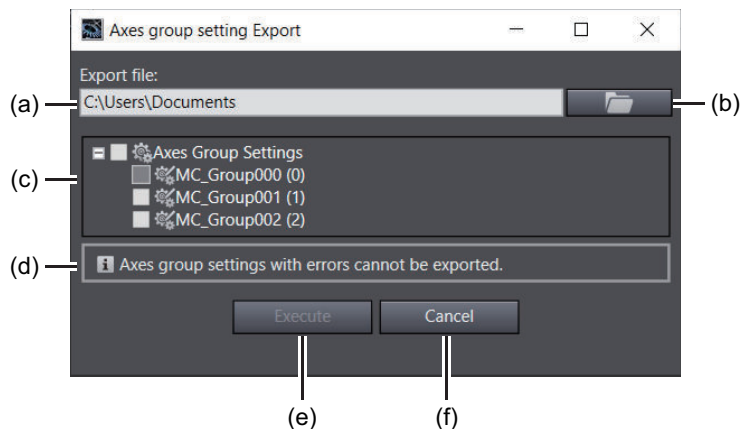 Axes group setting Export
Export file:
(a)
C:\Users\Documents
(b)
(c)
Axes Group Settings
MC_Group000 (0)
MC_Group001 (1)
MC_Group002 (2)
(d)
Axes group settings with errors cannot be exported.
Execute
Cancel
(e)
(f)